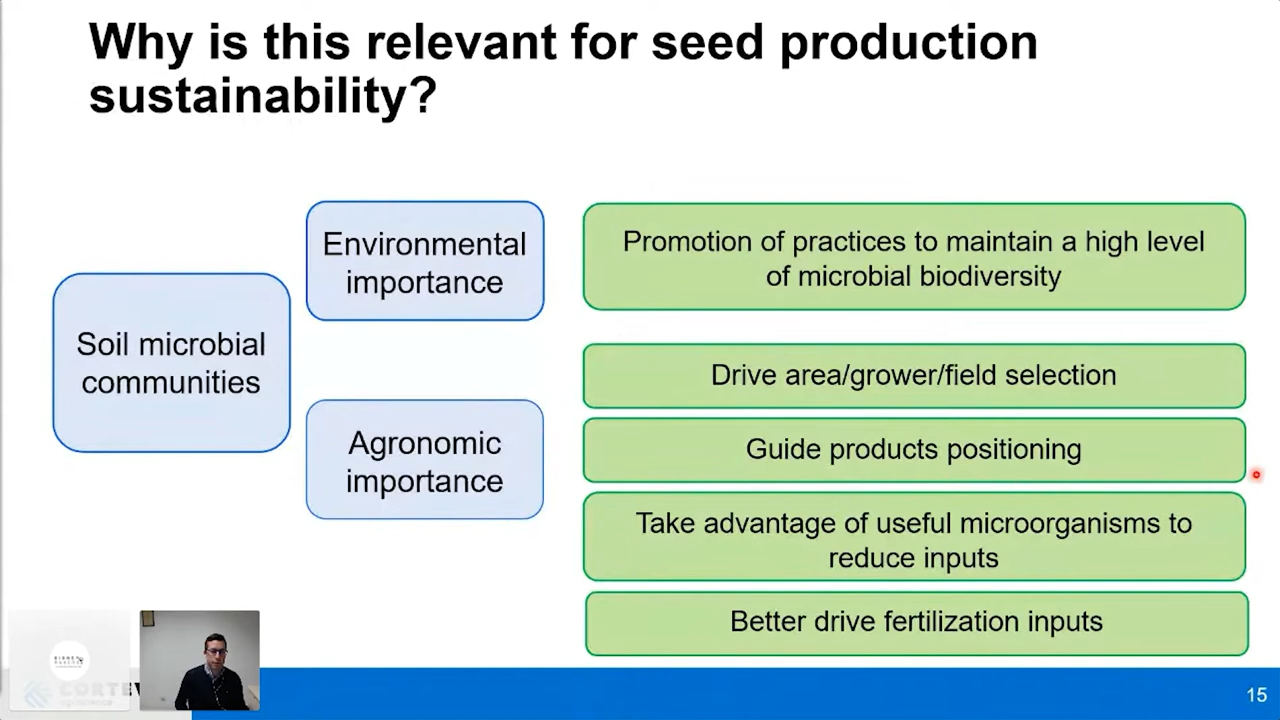 Why is this relevant for seed production
sustainability?
Environmental
importance
Promotion of practices to maintain a high level
of microbial biodiversity
Soil microbial
communities
Drive area/grower/field selection
Agronomic
importance
Guide products positioning
Take advantage of useful microorganisms to
reduce inputs
Better drive fertilization inputs
15